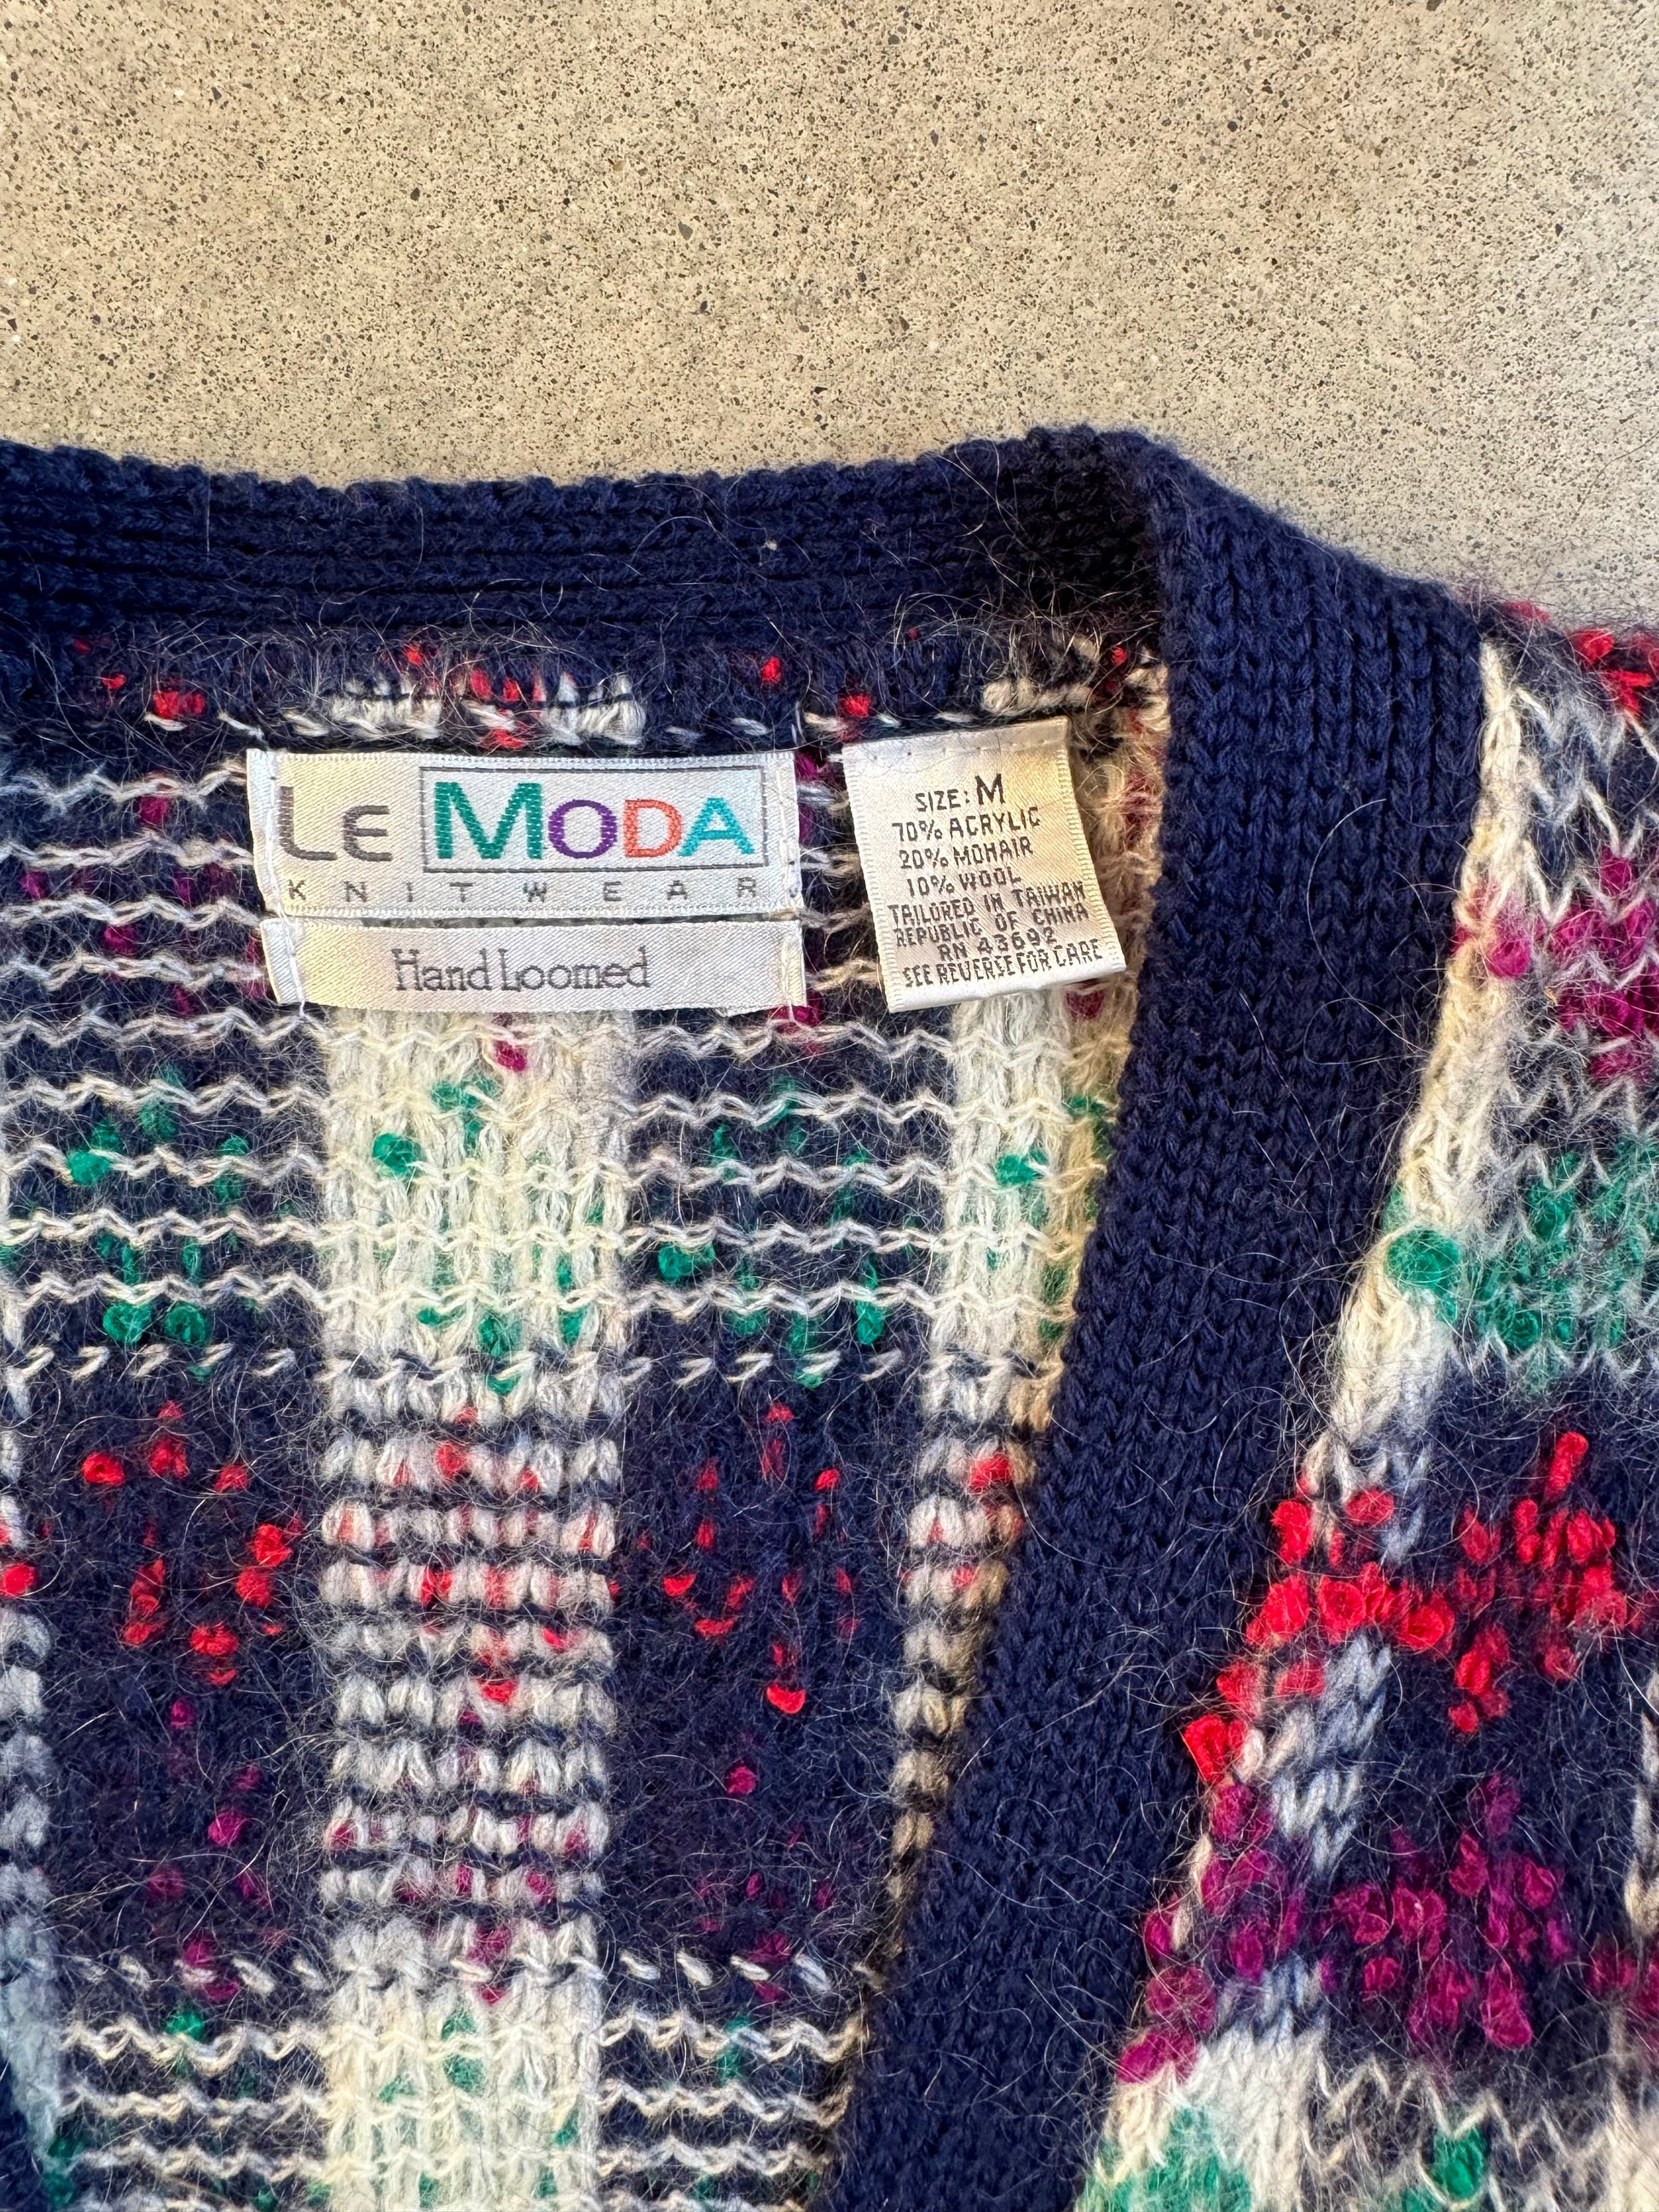 LE MODA
KNITWEAR
Hand Loomed
SIZE: M
70% ACRYLIC
20% MOHAIR
10% WOOL
TAILORED IN TAIWAN
REPUBLIC OF CHINA
RN 43692
SEE REVERSE FOR CARE